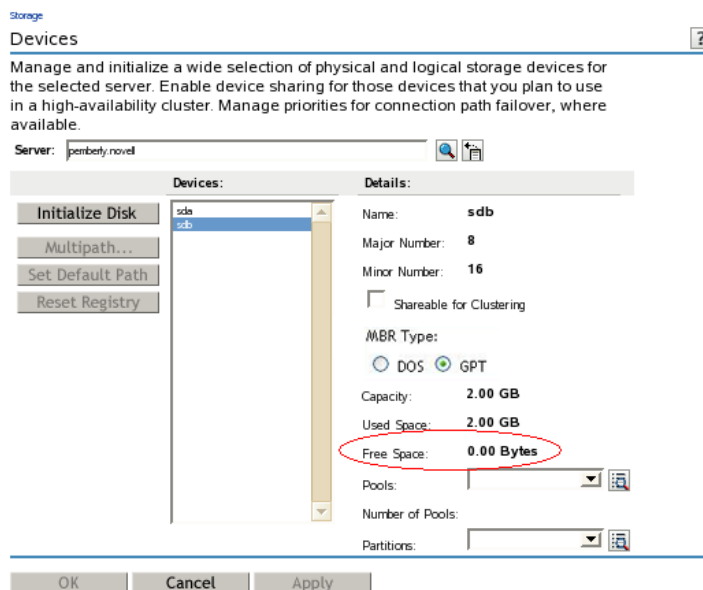 Storage
Devices
?
Manage and initialize a wide selection of physical and logical storage devices for
the selected server. Enable device sharing for those devices that you plan to use
in a high-availability cluster. Manage priorities for connection path failover, where
available.
Server: pemberly.novell
Devices: Details:
Initialize Disk
Multipath...
Set Default Path
Reset Registry
sda
sdb
Name: sdb
Major Number: 8
Minor Number: 16
Shareable for Clustering
MBR Type:
DOS GPT
Capacity: 2.00 GB
Used Space: 2.00 GB
Free Space: 0.00 Bytes
Pools:
Number of Pools:
Partitions:
OK Cancel Apply